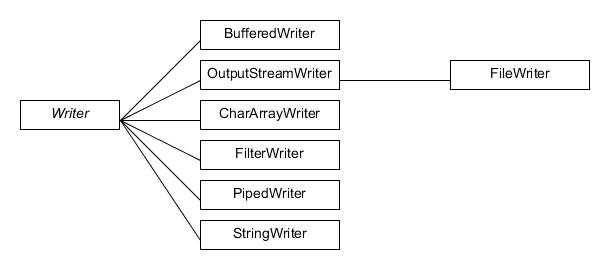 BufferedWriter
OutputStreamWriter
FileWriter
Writer
CharArrayWriter
FilterWriter
PipedWriter
StringWriter